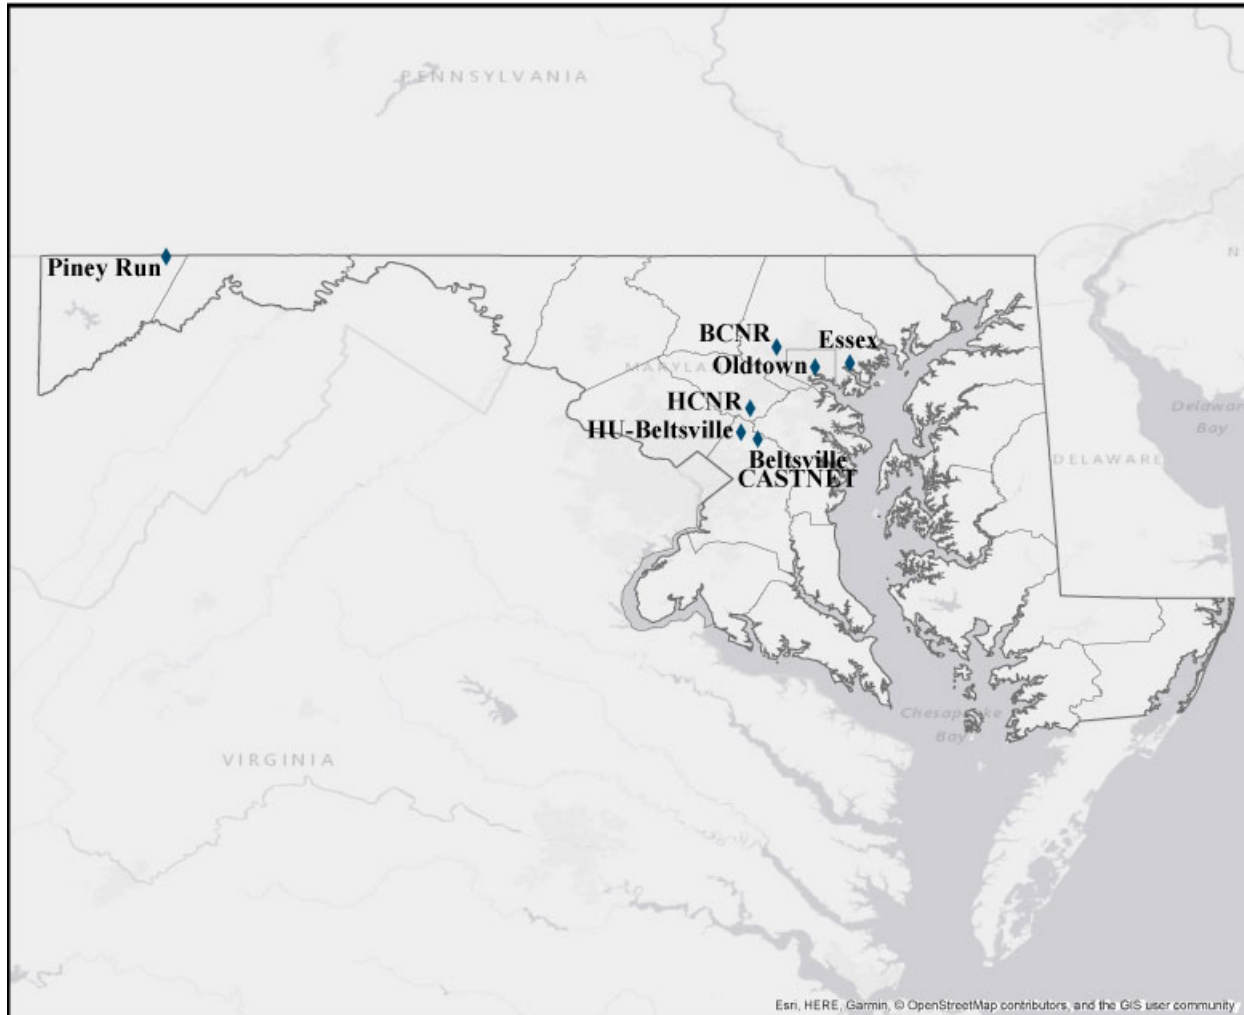 PENNSYLVANIA
N
Piney Run
BCNR
Essex
MARYLA
Oldtown
HCNR
Delaware
Bay
HU-Beltsville
Beltsville
CASTNET
DELAWARE
Chesapeake
Bay
VIRGINIA
Esri, HERE, Garmin, © OpenStreetMap contributors, and the GIS user community